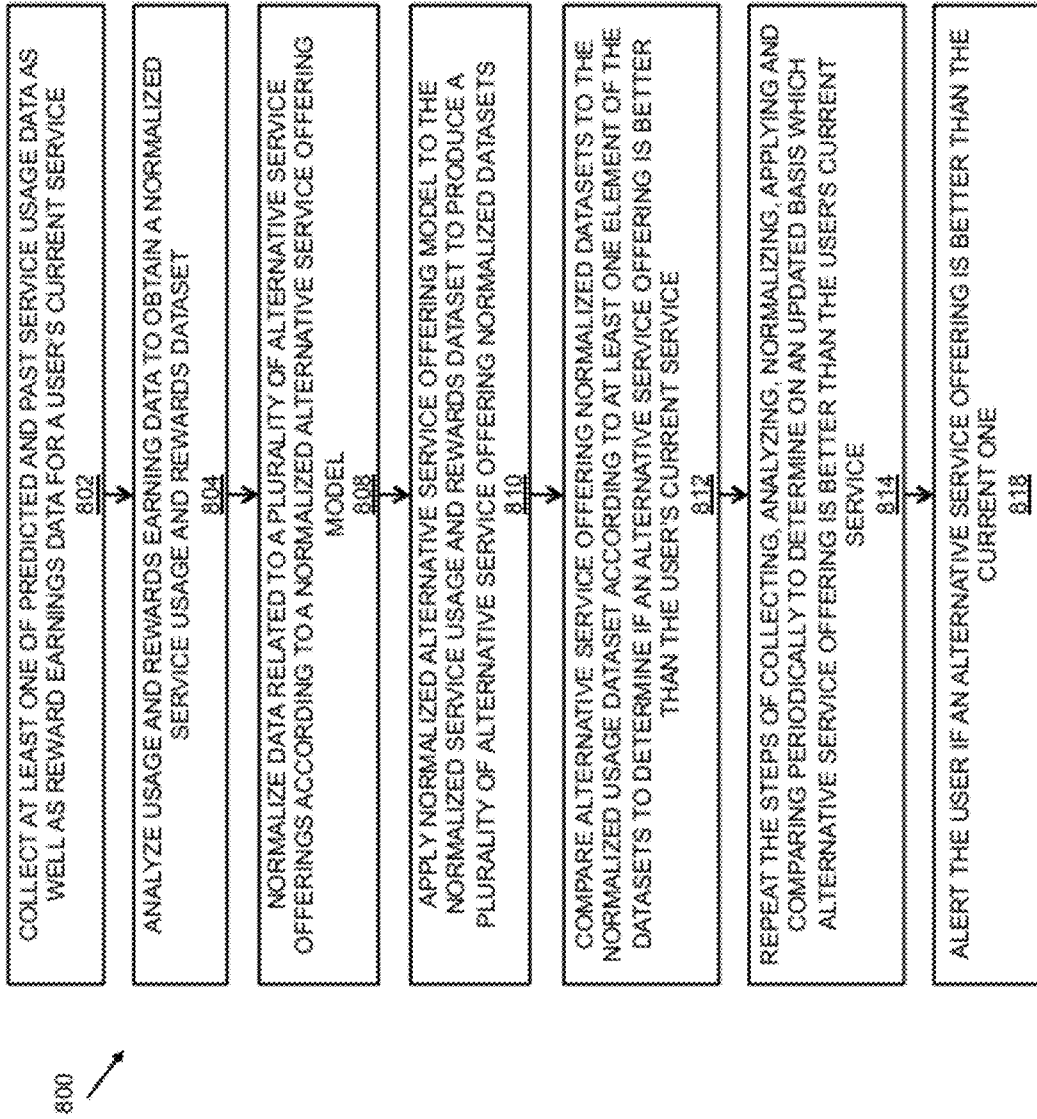 800
COLLECT AT LEAST ONE OF PREDICTED AND PAST SERVICE USAGE DATA AS
WELL AS REWARD EARNINGS DATA FOR A USER'S CURRENT SERVICE
802
ANALYZE USAGE AND REWARDS EARNING DATA TO OBTAIN A NORMALIZED
SERVICE USAGE AND REWARDS DATASET
804
NORMALIZE DATA RELATED TO A PLURALITY OF ALTERNATIVE SERVICE
OFFERINGS ACCORDING TO A NORMALIZED ALTERNATIVE SERVICE OFFERING
MODEL
808
APPLY NORMALIZED ALTERNATIVE SERVICE OFFERING MODEL TO THE
NORMALIZED SERVICE USAGE AND REWARDS DATASET TO PRODUCE A
PLURALITY OF ALTERNATIVE SERVICE OFFERING NORMALIZED DATASETS
810
COMPARE ALTERNATIVE SERVICE OFFERING NORMALIZED DATASETS TO THE
NORMALIZED USAGE DATASET ACCORDING TO AT LEAST ONE ELEMENT OF THE
DATASETS TO DETERMINE IF AN ALTERNATIVE SERVICE OFFERING IS BETTER
THAN THE USER'S CURRENT SERVICE
812
REPEAT THE STEPS OF COLLECTING, ANALYZING, NORMALIZING, APPLYING AND
COMPARING PERIODICALLY TO DETERMINE ON AN UPDATED BASIS WHICH
ALTERNATIVE SERVICE OFFERING IS BETTER THAN THE USER'S CURRENT
SERVICE
814
ALERT THE USER IF AN ALTERNATIVE SERVICE OFFERING IS BETTER THAN THE
CURRENT ONE
818